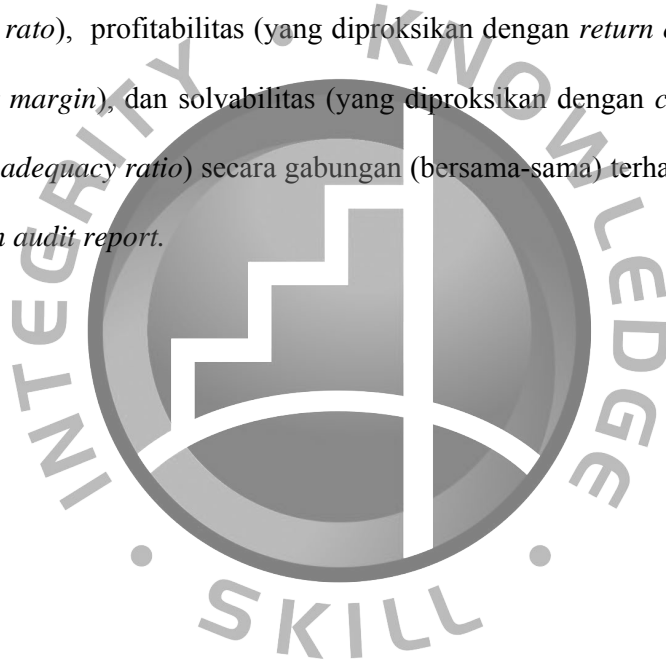 rato), profitabilitas (yang diproksikan dengan return
margin), dan solvabilitas (yang diproksikan dengan
adequacy ratio) secara gabungan (bersama-sama)
audit report.
INTEGRITY • KNOWLEDGE • SKILL